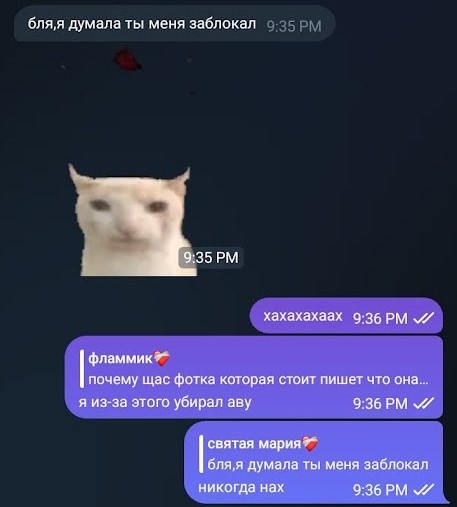 бля,я думала ты меня заблокал 9:35 PM
9:35 PM
хахахахаах 9:36 PM
фламмик❤️‍🩹
почему щас фотка которая стоит пишет что она...
я из-за этого убирал аву 9:36 PM
святая мария❤️‍🩹
бля,я думала ты меня заблокал
никогда нах 9:36 PM